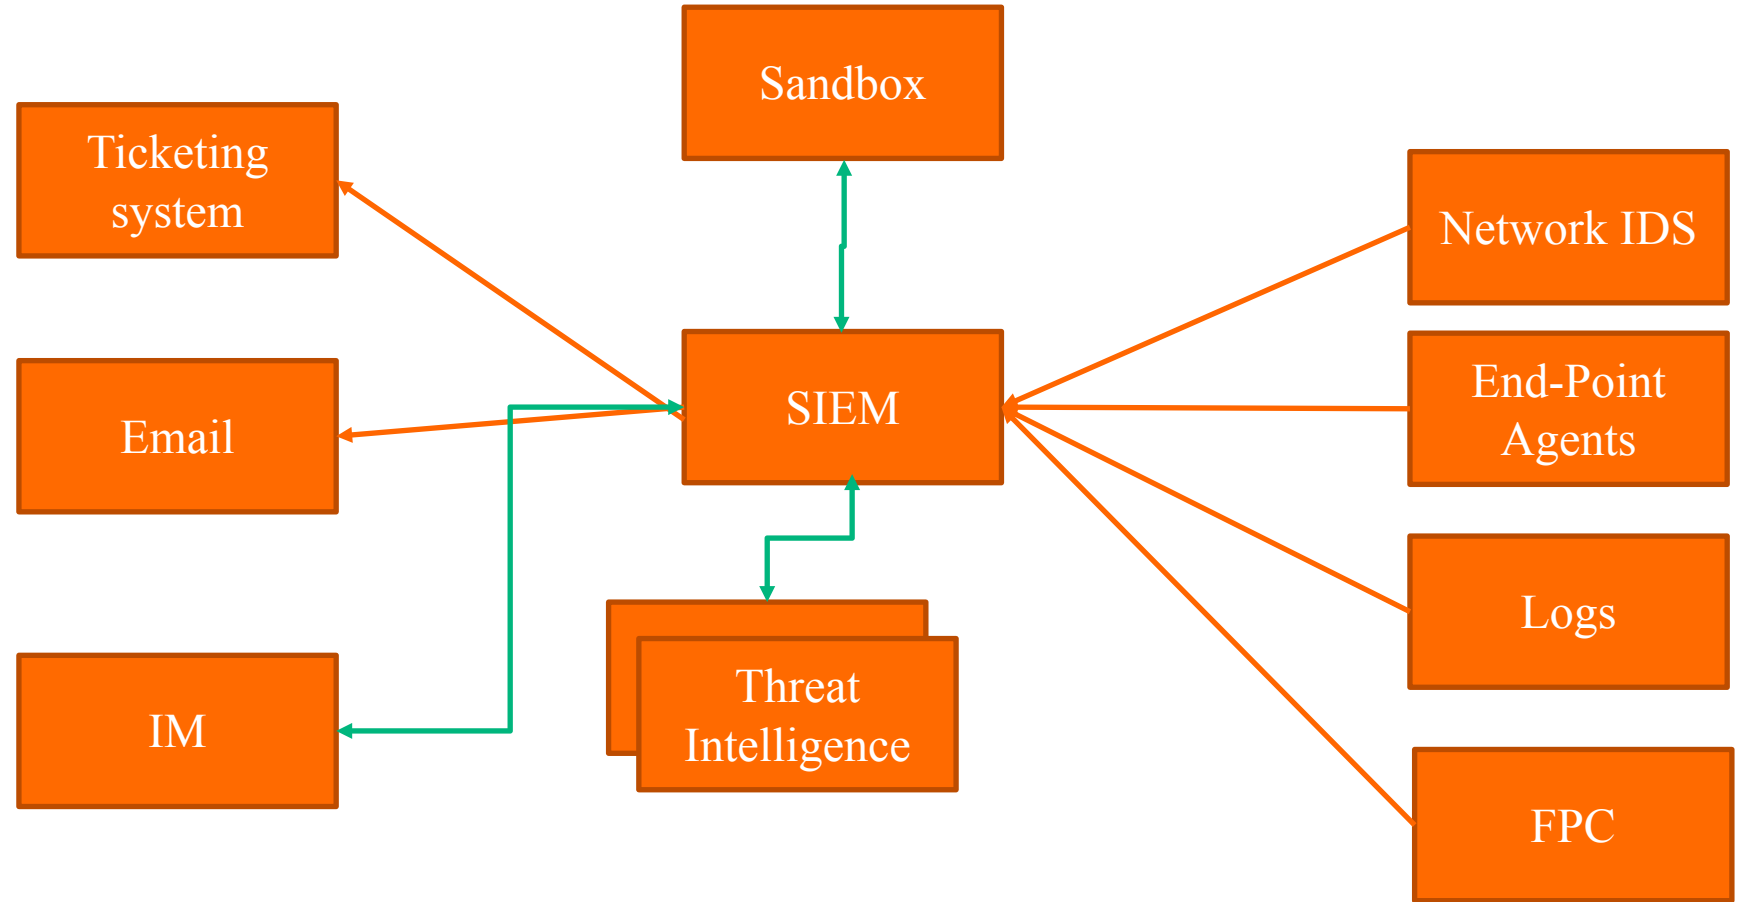 Sandbox
Ticketing
system
Network IDS
SIEM
End-Point
Agents
Email
Logs
Threat
Intelligence
IM
FPC